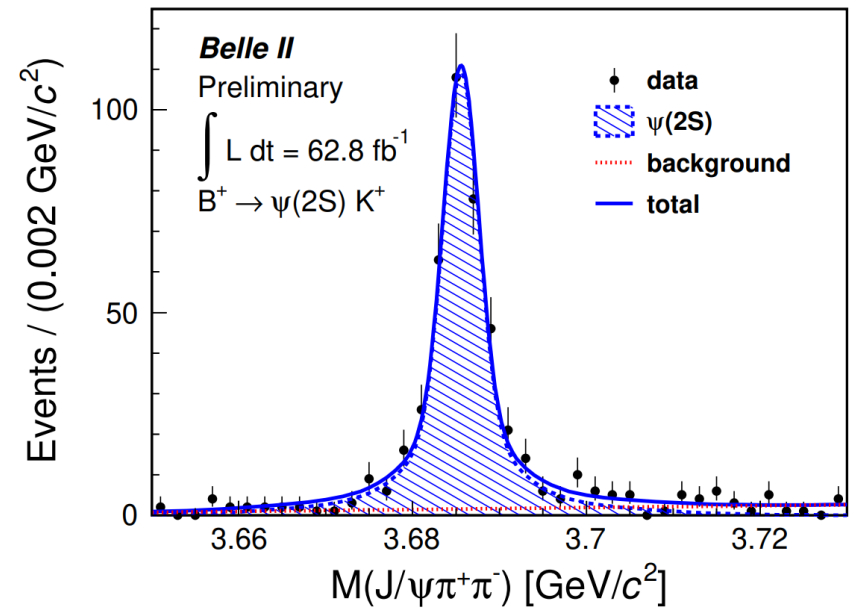 Belle II
Preliminary
∫ L dt = 62.8 fb⁻¹
B⁺ → ψ(2S) K⁺
data
ψ(2S)
background
total
Events / (0.002 GeV/c²)
100
50
0
3.66 3.68 3.7 3.72
M(J/ψπ⁺π⁻) [GeV/c²]